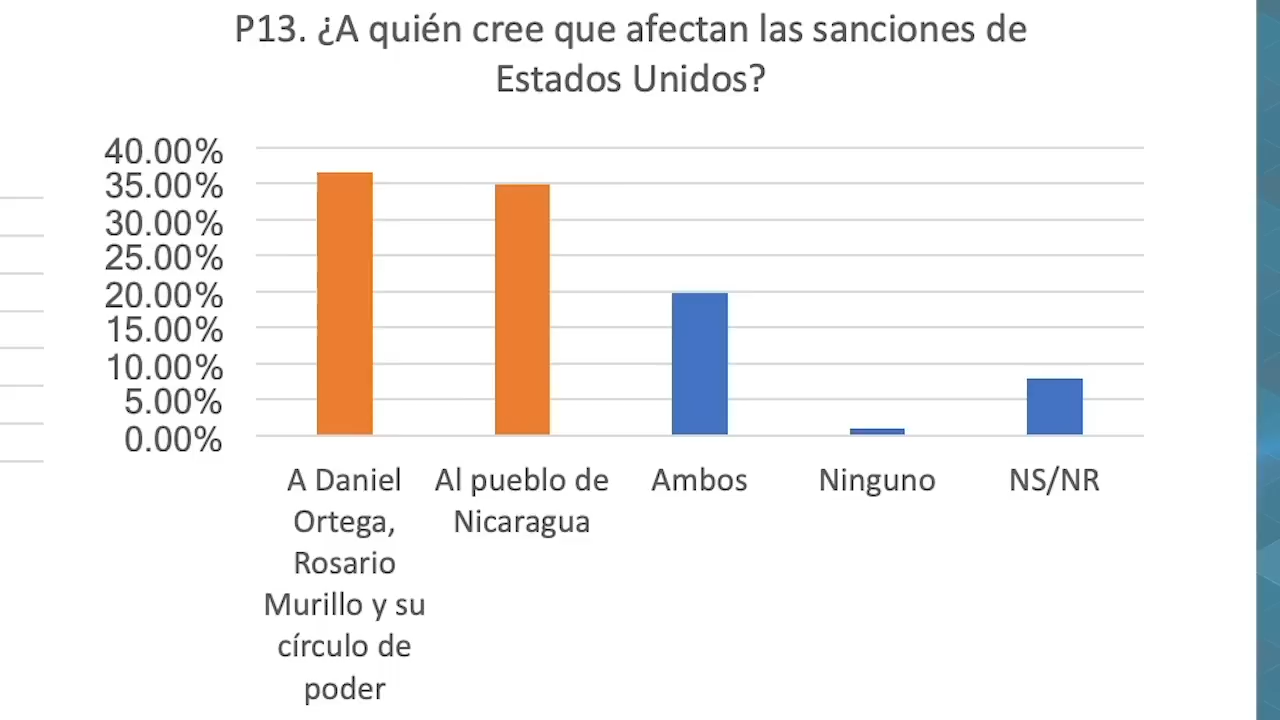 P13. ¿A quién cree que afectan las sanciones de
Estados Unidos?
40.00%
35.00%
30.00%
25.00%
20.00%
15.00%
10.00%
5.00%
0.00%
A Daniel
Ortega,
Rosario
Murillo y su
círculo de
poder
Al pueblo de
Nicaragua
Ambos
Ninguno
NS/NR